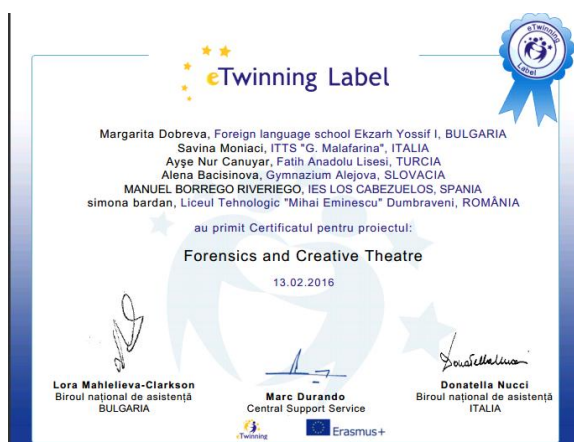 eTwinning
Label
eTwinning Label
Margarita Dobreva, Foreign language school Ekzarh Yossif I, BULGARIA
Savina Moniaci, ITTS "G. Malafarina", ITALIA
Ayşe Nur Canuyar, Fatih Anadolu Lisesi, TURCIA
Alena Bacisinova, Gymnazium Alejova, SLOVACIA
MANUEL BORREGO RIVERIEGO, IES LOS CABEZUELOS, SPANIA
simona bardan, Liceul Tehnologic "Mihai Eminescu" Dumbraveni, ROMÂNIA
au primit Certificatul pentru proiectul:
Forensics and Creative Theatre
13.02.2016
Donatella Nucci
Lora Mahlelieva-Clarkson
Biroul național de asistență
BULGARIA
Marc Durando
Central Support Service
Donatella Nucci
Biroul național de asistență
ITALIA
eTwinning
Erasmus+